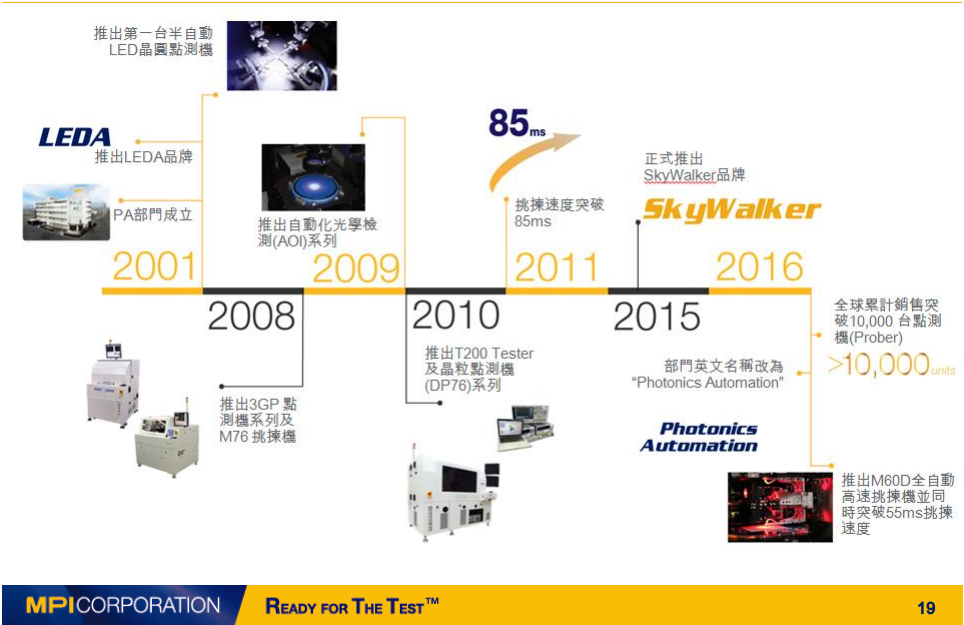 推出第一台半自動
LED晶圓點測機
LEDA
推出LEDA品牌
PA部門成立
2001
推出自動化光學檢
測(AOI)系列
2009
85ms
挑揀速度突破
85ms
2011
正式推出
SkyWalker品牌
SkyWalker
2016
2008
推出3GP 點
測機系列及
M76 挑揀機
2010
推出T200 Tester
及晶粒點測機
(DP76)系列
2015
全球累計銷售突
破10,000 台點測
機(Prober)
>10,000units
部門英文名稱改為
“Photonics Automation”
Photonics
Automation
推出M60D全自動
高速挑揀機並同
時突破55ms挑揀
速度
MPICORPORATION
READY FOR THE TEST™
19